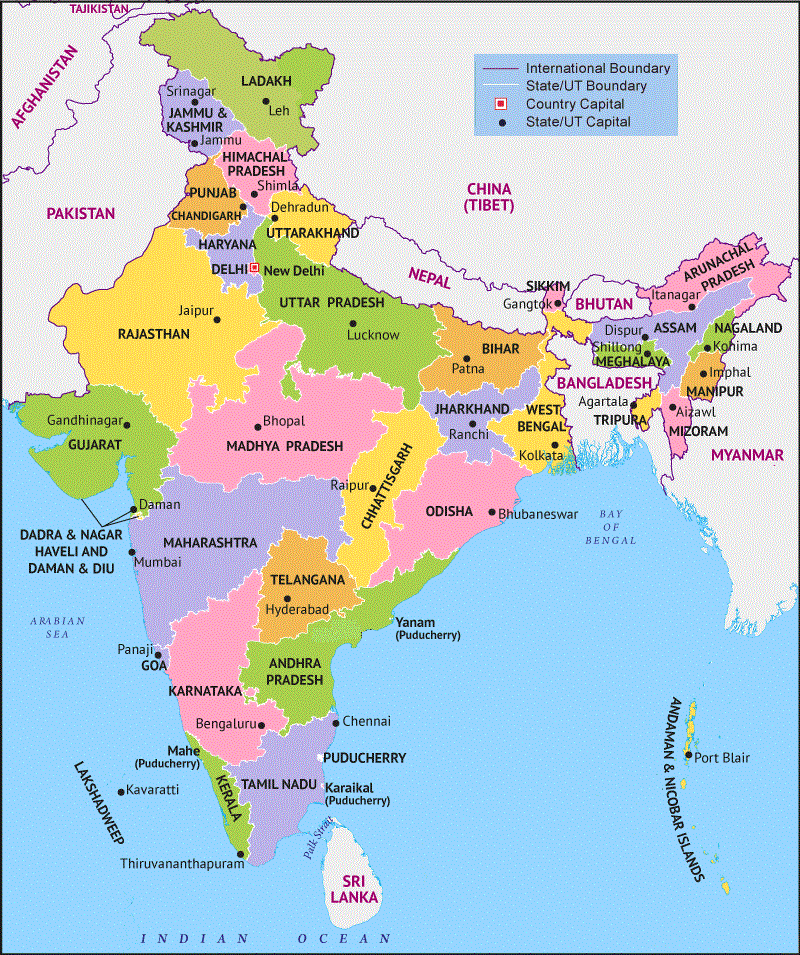 TAJIKISTAN
AFGHANISTAN
LADAKH
Leh
Srinagar
JAMMU &
KASHMIR
Jammu
International Boundary
State/UT Boundary
Country Capital
State/UT Capital
HIMACHAL
PRADESH
Shimla
PUNJAB
CHANDIGARH
Dehradun
UTTARAKHAND
PAKISTAN
CHINA
(TIBET)
HARYANA
DELHI
New Delhi
NEPAL
UTTAR PRADESH
Lucknow
Jaipur
RAJASTHAN
SIKKIM
Gangtok
BHUTAN
ARUNACHAL
PRADESH
Itanagar
Dispur
ASSAM
NAGALAND
Shillong
Kohima
MEGHALAYA
Imphal
MANIPUR
BIHAR
Patna
BANGLADESH
Agartala
TRIPURA
Aizawl
MIZORAM
MYANMAR
Gandhinagar
GUJARAT
Bhopal
MADHYA PRADESH
JHARKHAND
Ranchi
WEST
BENGAL
Kolkata
Raipur
CHHATTISGARH
ODISHA
Bhubaneswar
BAY
OF
BENGAL
Daman
DADRA & NAGAR
HAVELI AND
DAMAN & DIU
MAHARASHTRA
Mumbai
TELANGANA
Hyderabad
ARABIAN
SEA
Yanam
(Puducherry)
Panaji
GOA
ANDHRA
PRADESH
KARNATAKA
Bengaluru
Chennai
Mahe
(Puducherry)
PUDUCHERRY
LAKSHADWEEP
Kavaratti
KERALA
TAMIL NADU
Karaikal
(Puducherry)
Thiruvananthapuram
Palk Strait
SRI
LANKA
ANDAMAN & NICOBAR ISLANDS
Port Blair
INDIAN OCEAN